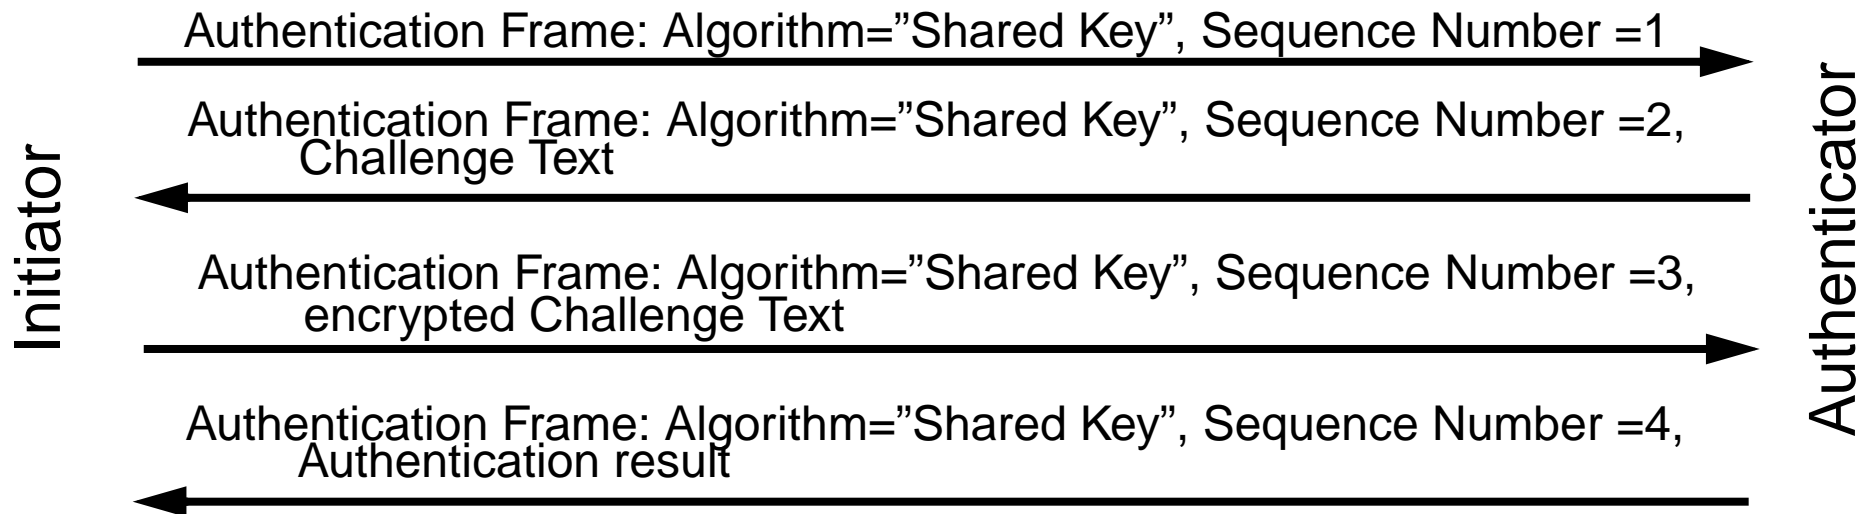 Authentication Frame: Algorithm=”Shared Key”, Sequence Number =1
Authentication Frame: Algorithm=”Shared Key”, Sequence Number =2,
Challenge Text
Authentication Frame: Algorithm=”Shared Key”, Sequence Number =3,
encrypted Challenge Text
Authentication Frame: Algorithm=”Shared Key”, Sequence Number =4,
Authentication result
Initiator
Authenticator